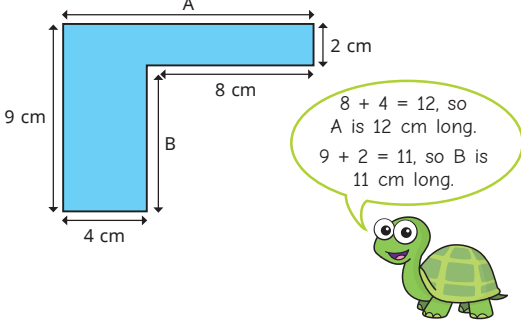 A
2 cm
8 cm
9 cm
B
4 cm
8 + 4 = 12, so
A is 12 cm long.
9 + 2 = 11, so B is
11 cm long.